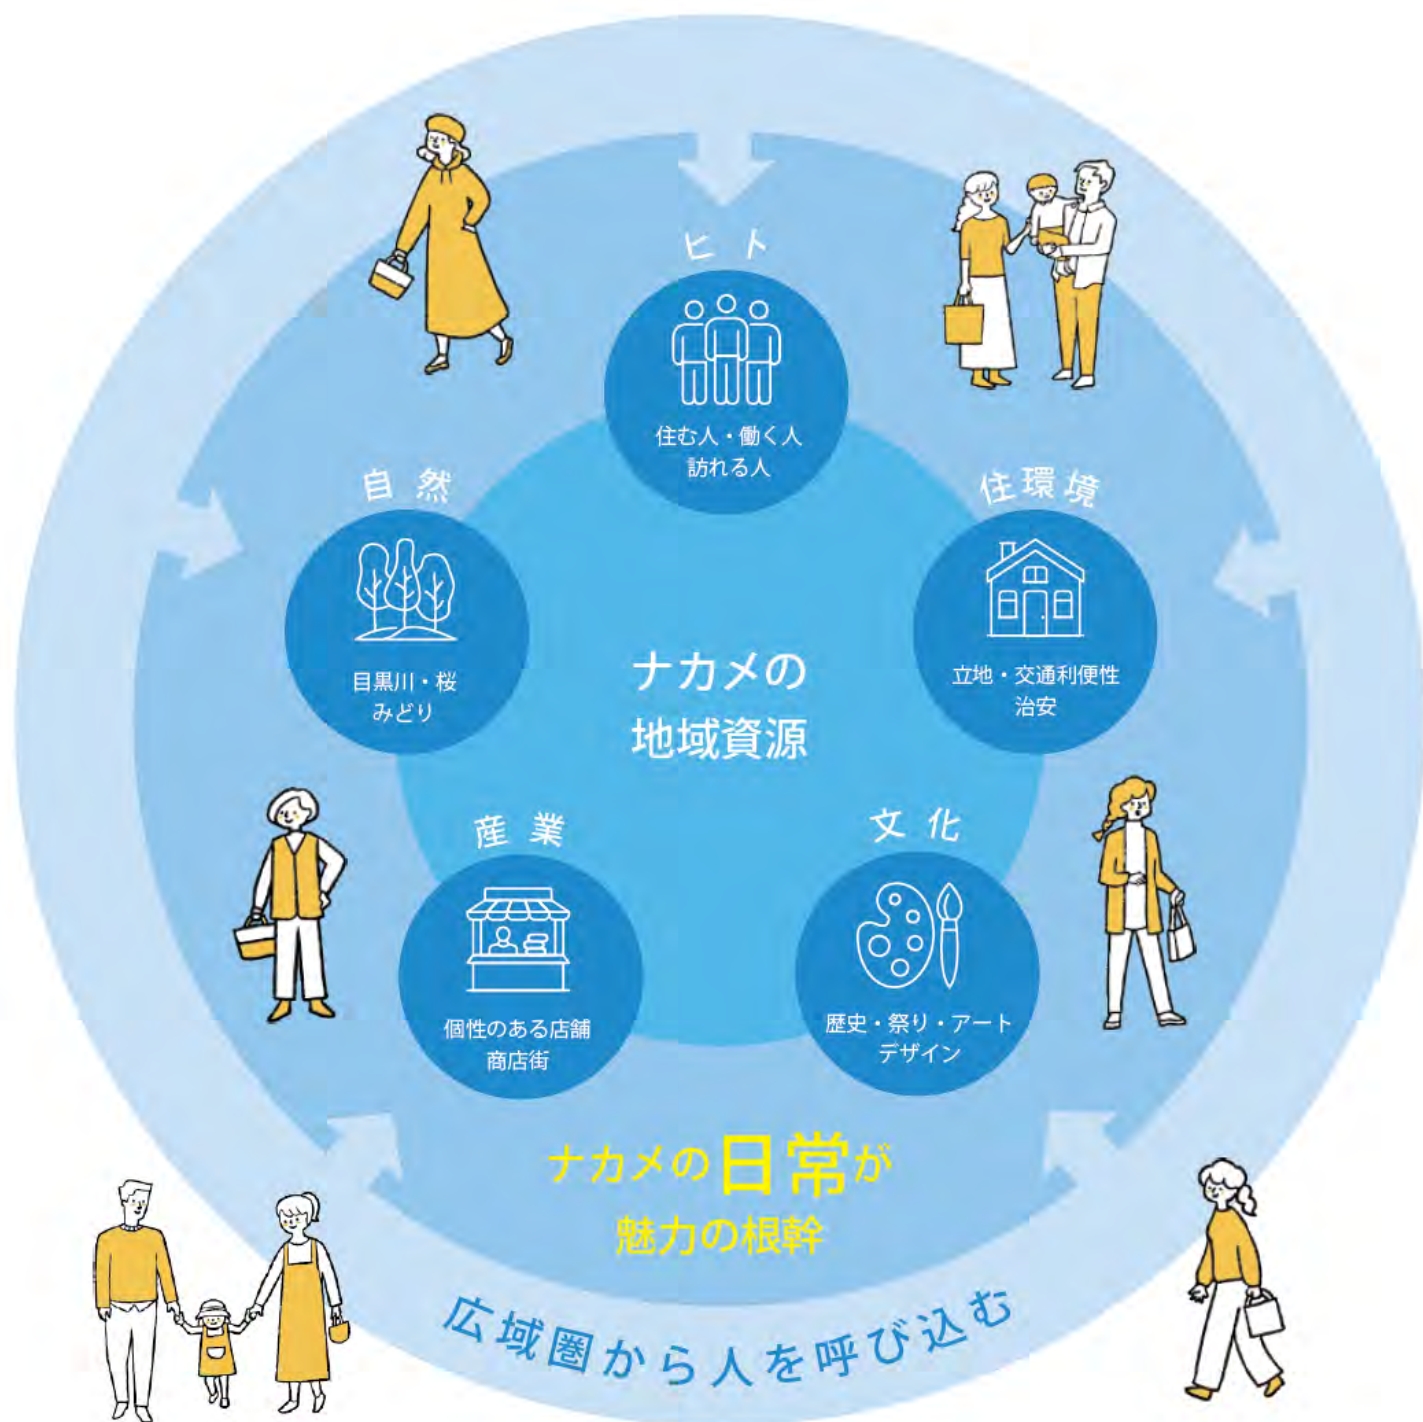 ヒト
住む人・働く人
訪れる人
自然
目黒川・桜
みどり
住環境
立地・交通利便性
治安
ナカメの
地域資源
産業
個性のある店舗
商店街
文化
歴史・祭り・アート
デザイン
ナカメの日常が
魅力の根幹
広域圏から人を呼び込む